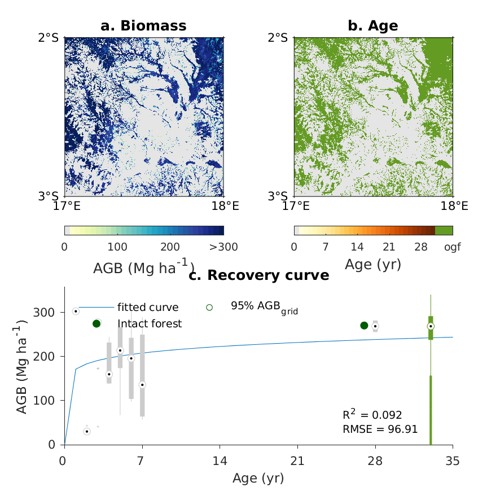 a. Biomass
b. Age
2°S
2°S
3°S
3°S
17°E
18°E
17°E
18°E
0 100 200 >300
0 7 14 21 28 ogf
AGB (Mg ha⁻¹)
Age (yr)
c. Recovery curve
AGB (Mg ha⁻¹)
300
200
100
0
fitted curve
Intact forest
95% AGB_grid
R² = 0.092
RMSE = 96.91
0 7 14 21 28 35
Age (yr)